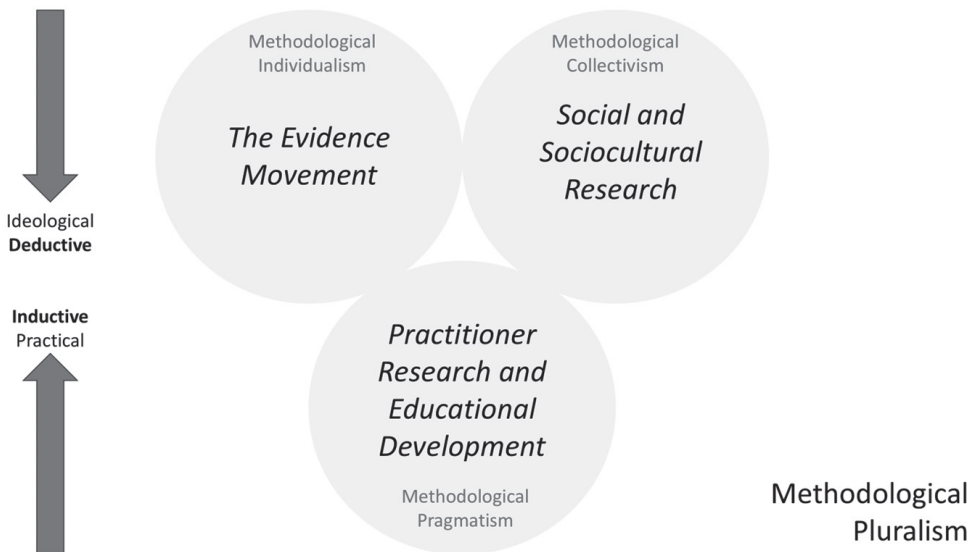 Methodological
Individualism
The Evidence
Movement
Methodological
Collectivism
Social and
Sociocultural
Research
Ideological
Deductive
Inductive
Practical
Practitioner
Research and
Educational
Development
Methodological
Pragmatism
Methodological
Pluralism